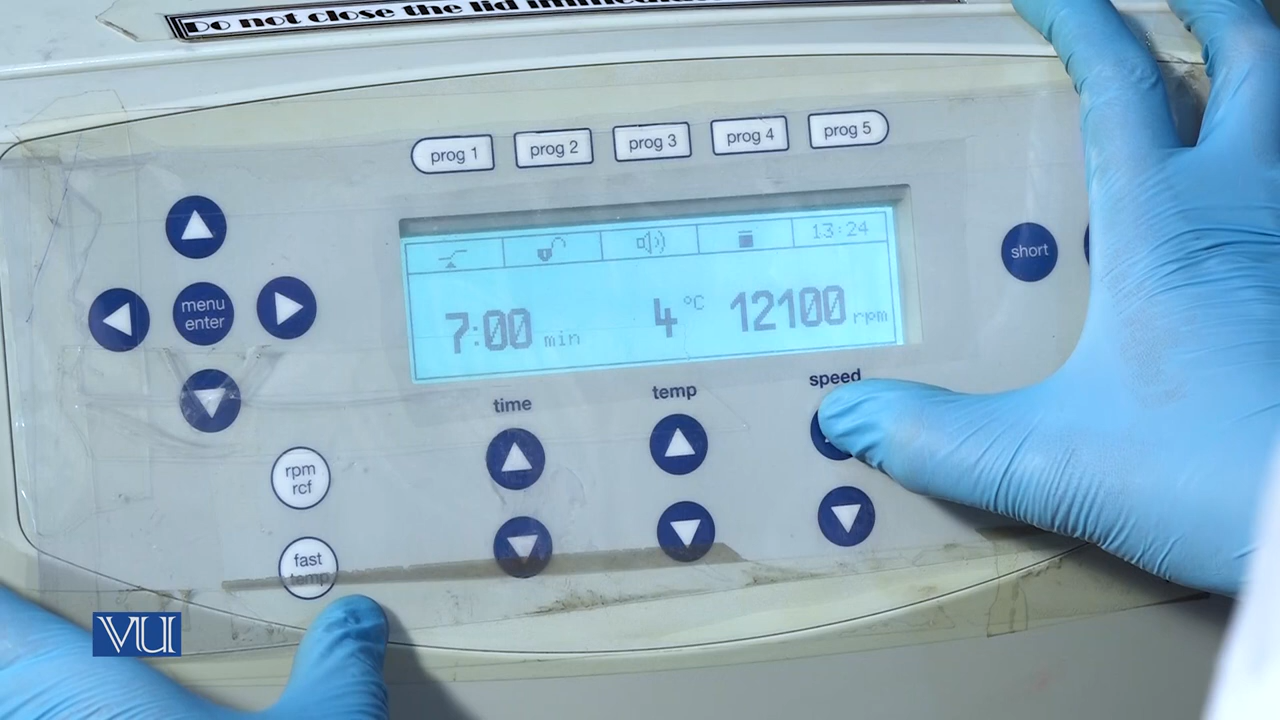 Do not close the lid
prog 1 prog 2 prog 3 prog 4 prog 5
13:24
short
menu
enter
7:00 min 4 °C 12100 rpm
time temp speed
rpm
rcf
fast
temp
VU